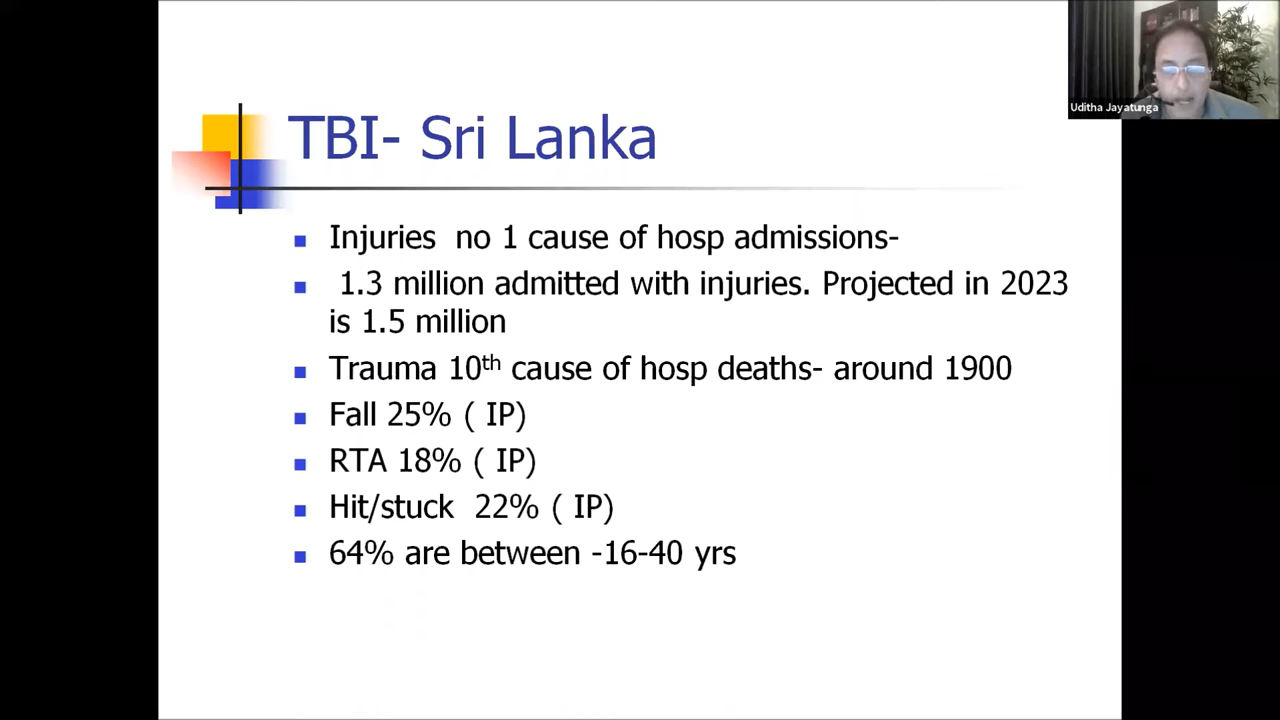 Uditha Jayatunga
TBI- Sri Lanka
Injuries no 1 cause of hosp admissions-
1.3 million admitted with injuries. Projected in 2023
is 1.5 million
Trauma 10th cause of hosp deaths- around 1900
Fall 25% ( IP)
RTA 18% ( IP)
Hit/stuck 22% ( IP)
64% are between -16-40 yrs